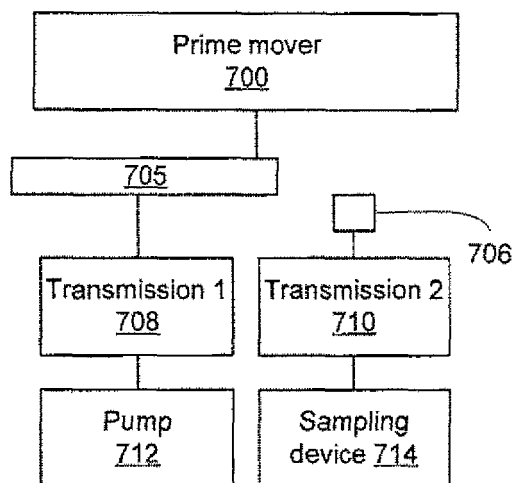 Prime mover
700
705
706
Transmission 1
708
Transmission 2
710
Pump
712
Sampling
device 714